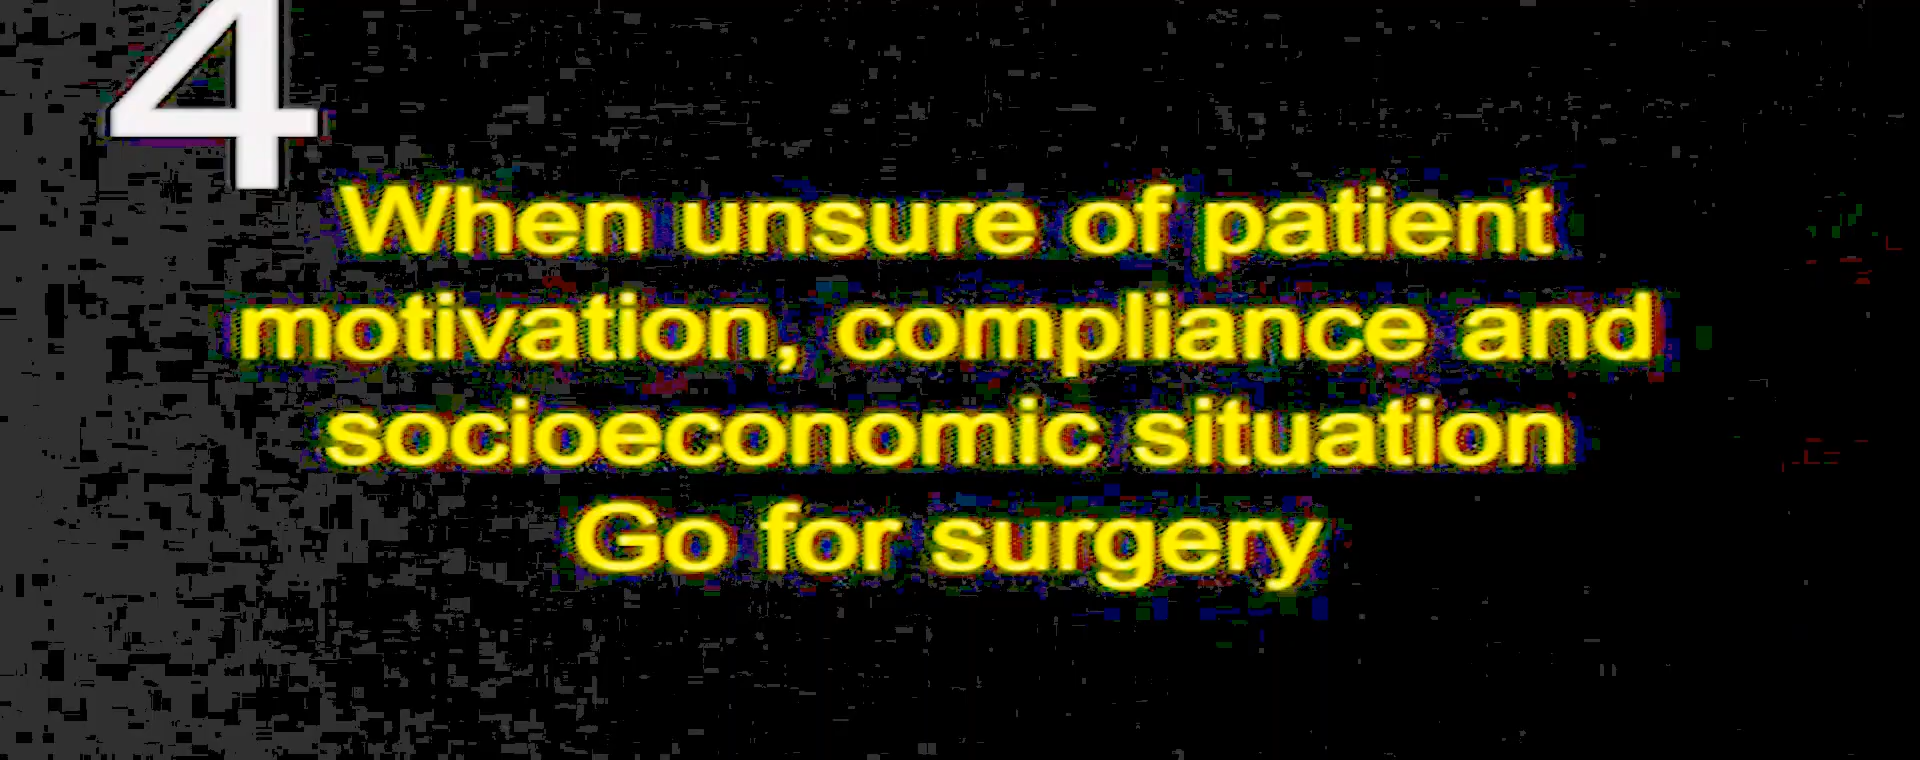 4
When unsure of patient
motivation, compliance and
socioeconomic situation
Go for surgery